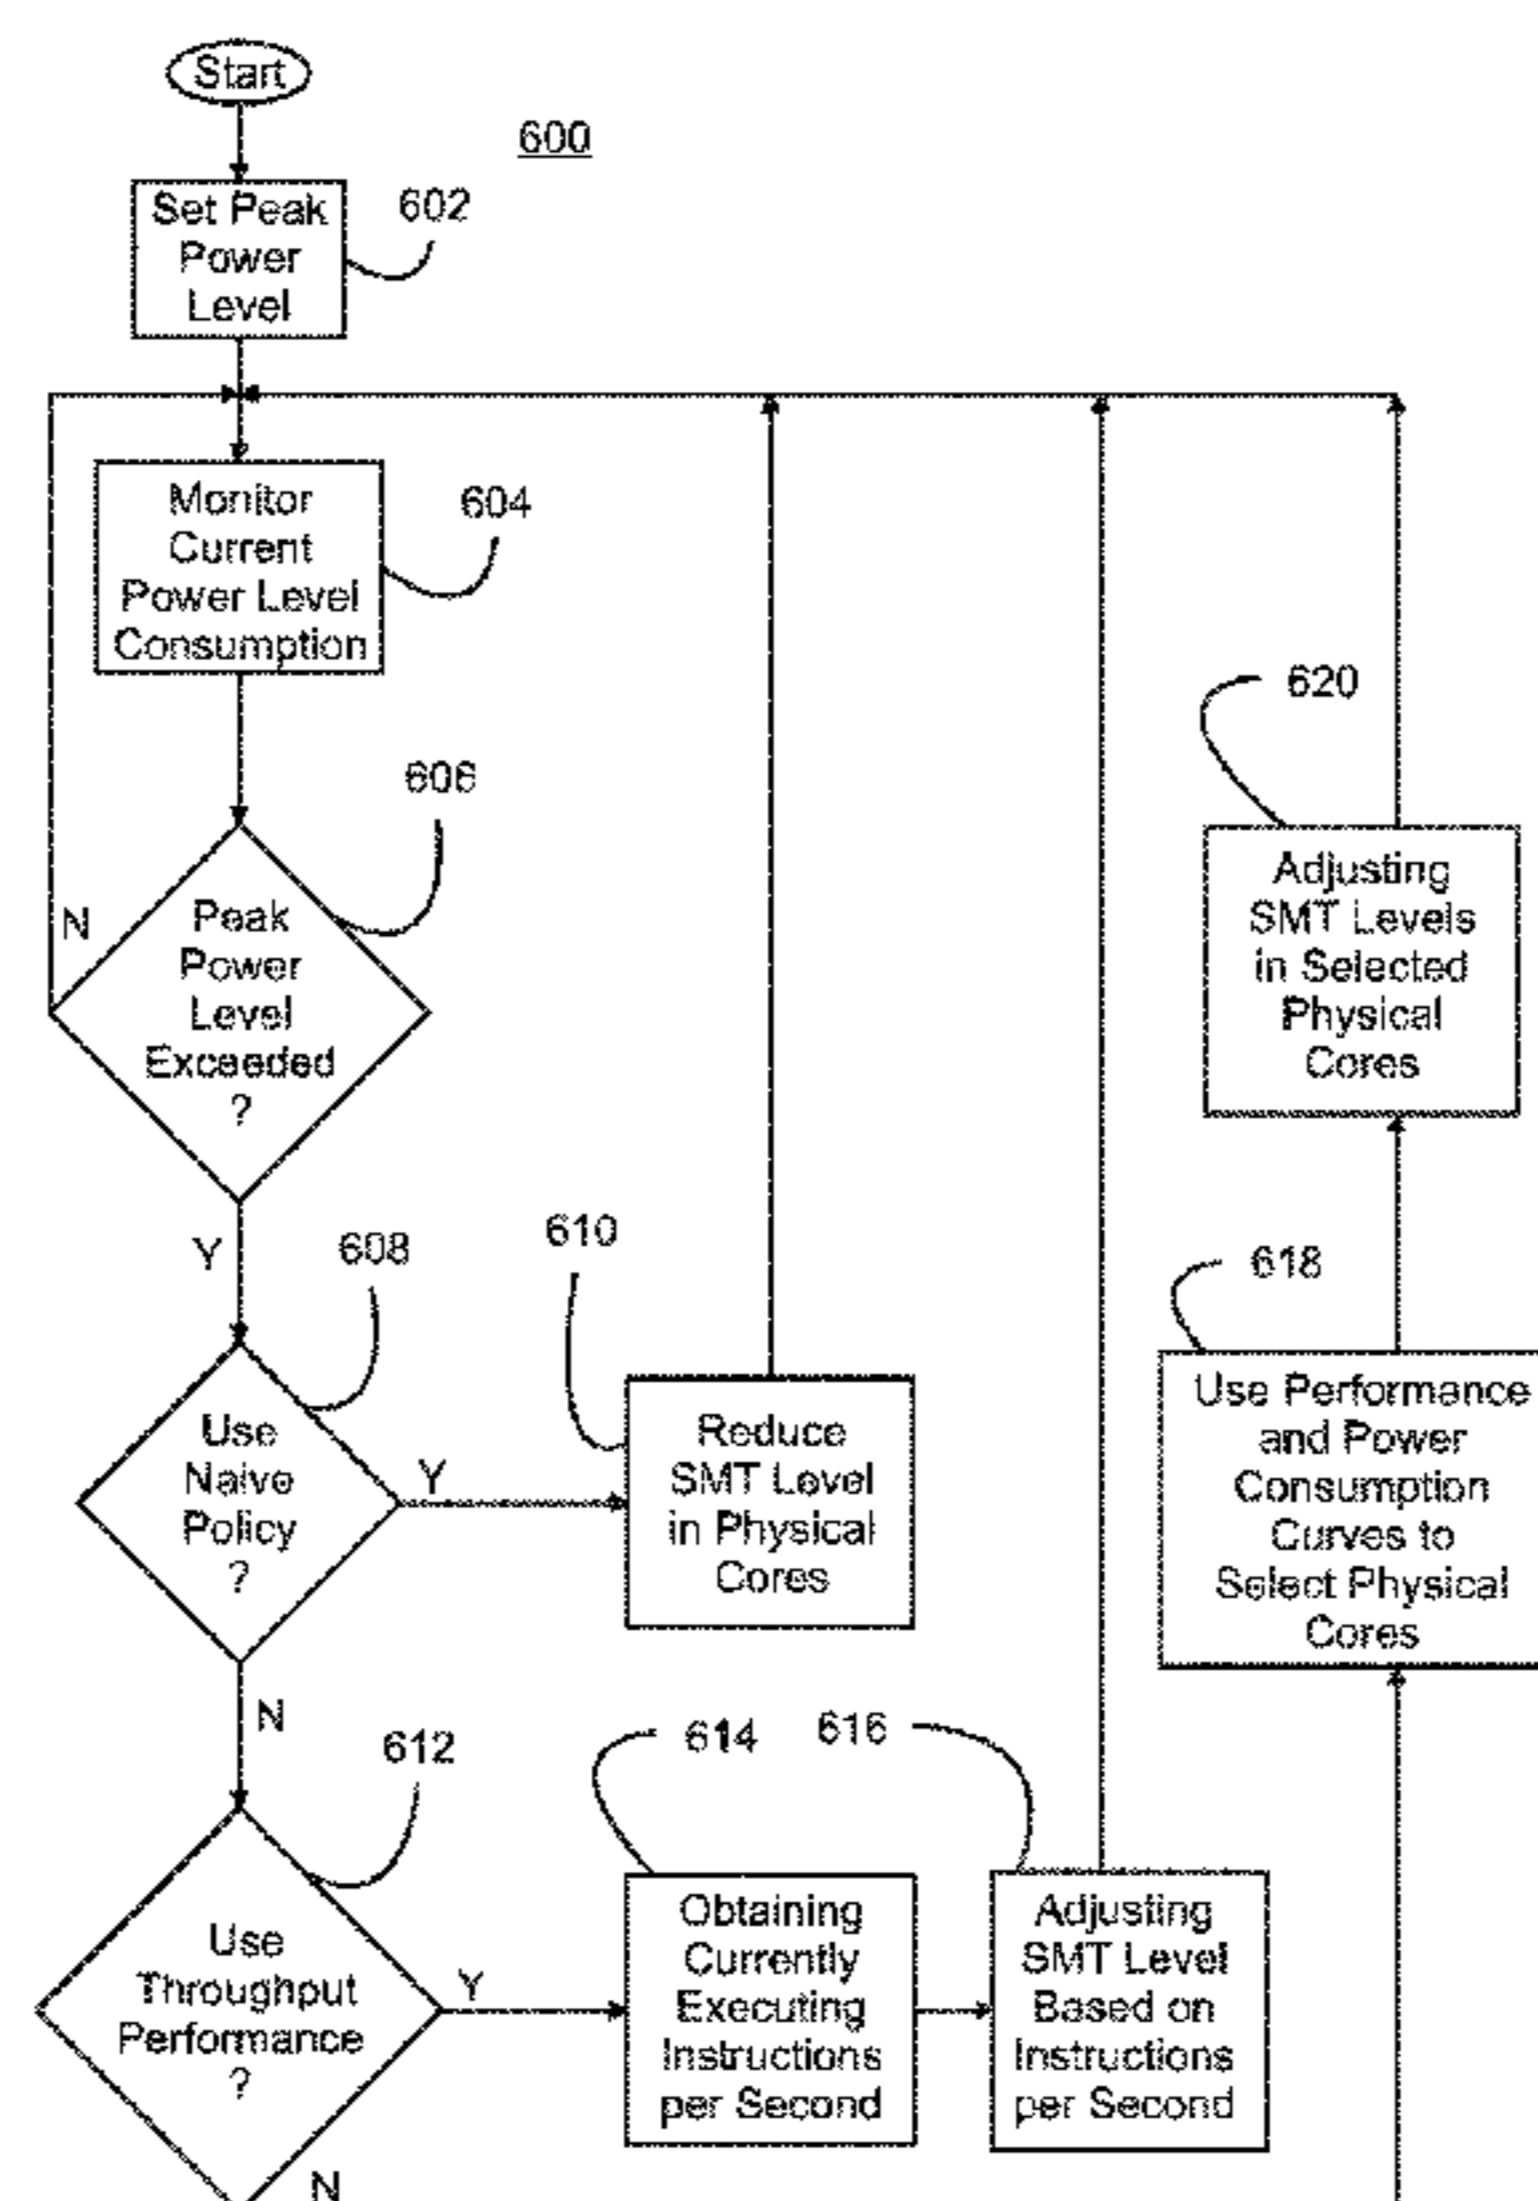 Start
600
Set Peak
Power
Level
602
Monitor
Current
Power Level
Consumption
604
606
N
Peak
Power
Level
Exceeded
?
620
Adjusting
SMT Levels
in Selected
Physical
Cores
Y
608
610
618
Use
Naive
Policy
?
Y
Reduce
SMT Level
in Physical
Cores
Use Performance
and Power
Consumption
Curves to
Select Physical
Cores
N
612
614
616
Use
Throughput
Performance
?
Y
Obtaining
Currently
Executing
Instructions
per Second
Adjusting
SMT Level
Based on
Instructions
per Second
N